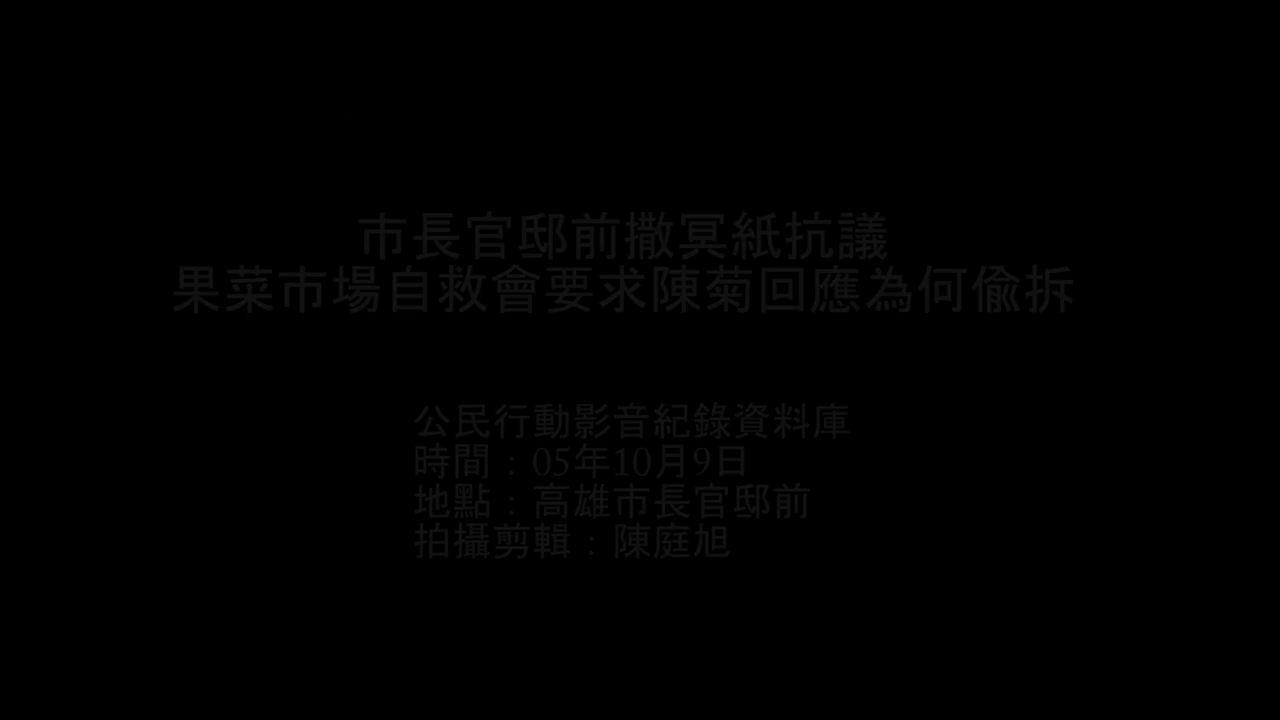 市長官邸前撒冥紙抗議
果菜市場自救會要求陳菊回應為何偷拆
公民行動影音紀錄資料庫
時間：05年10月9日
地點：高雄市長官邸前
拍攝剪輯：陳庭旭